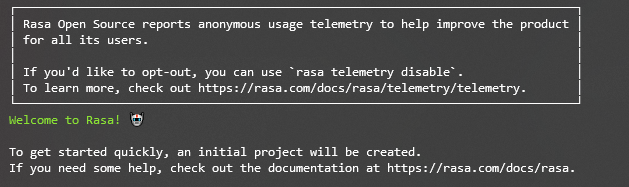 Rasa Open Source reports anonymous usage telemetry to help improve the product
for all its users.
If you'd like to opt-out, you can use `rasa telemetry disable`.
To learn more, check out https://rasa.com/docs/rasa/telemetry/telemetry.
Welcome to Rasa! 🤖
To get started quickly, an initial project will be created.
If you need some help, check out the documentation at https://rasa.com/docs/rasa.